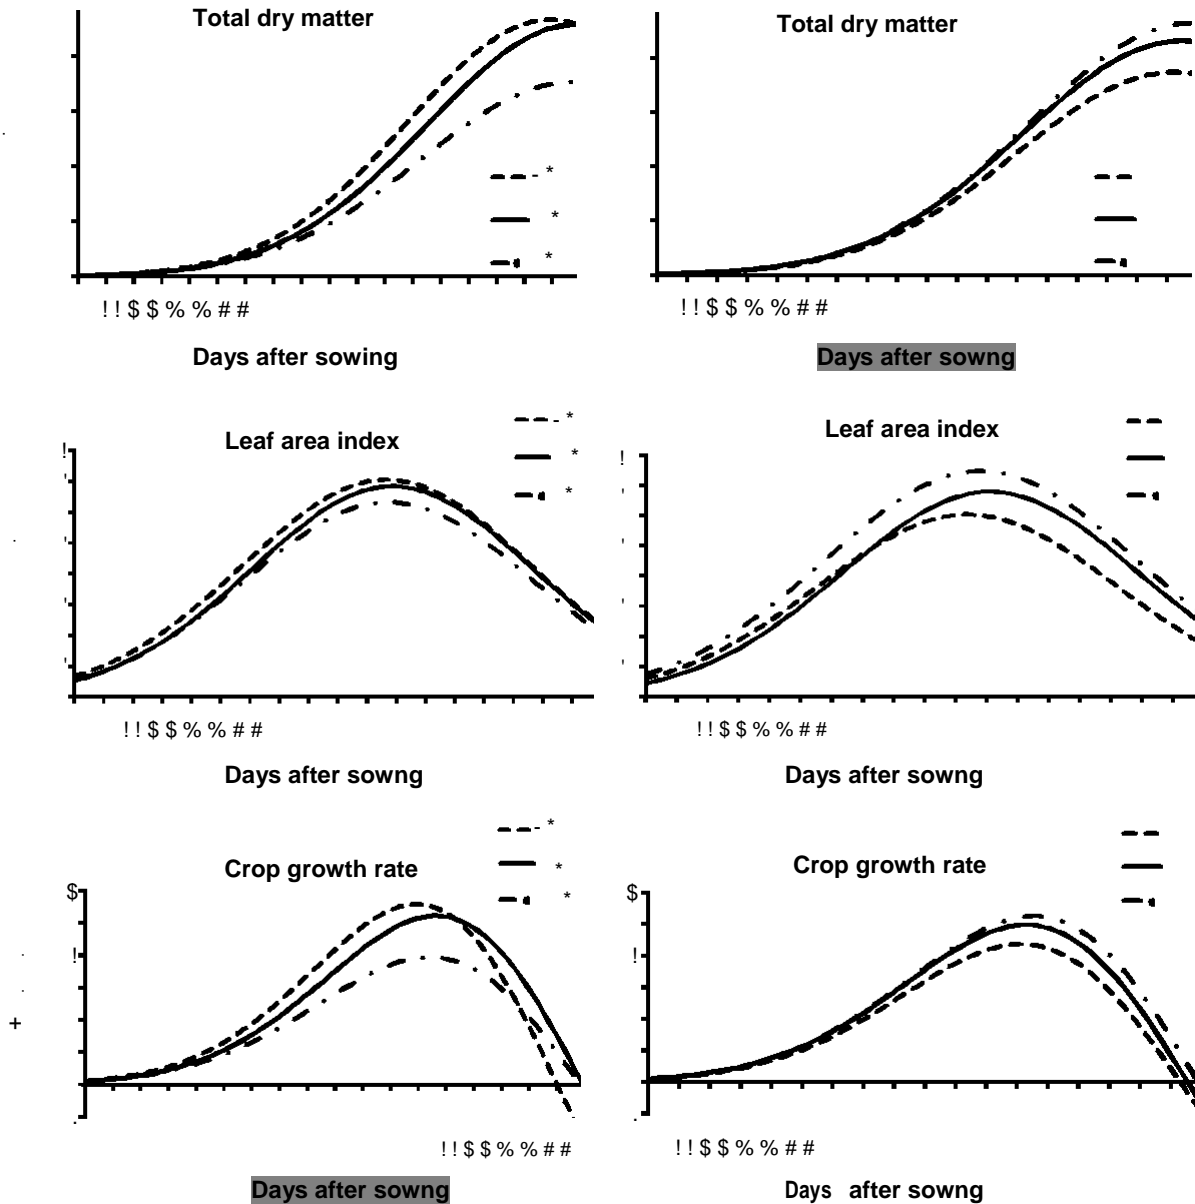 Total dry matter
Total dry matter
- *
*
*
! ! $ $ % % # #
! ! $ $ % % # #
Days after sowing
Days after sowng
- *
*
*
Leaf area index
Leaf area index
!
!
! ! $ $ % % # #
! ! $ $ % % # #
Days after sowng
Days after sowng
- *
*
*
Crop growth rate
Crop growth rate
$
$
!
!
+
! ! $ $ % % # #
! ! $ $ % % # #
Days after sowng
Days after sowng